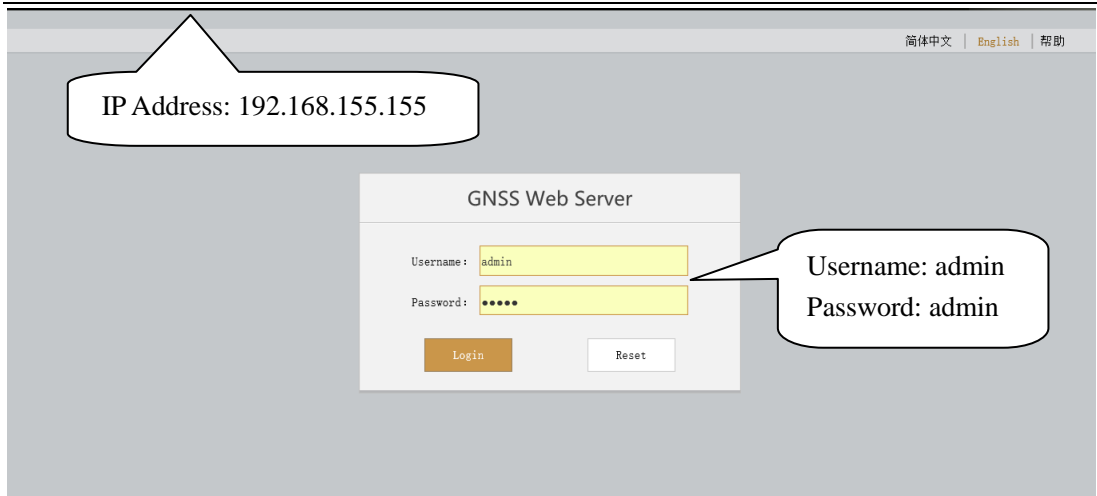 简体中文 | English | 帮助
IP Address: 192.168.155.155
GNSS Web Server
Username: admin
Password: •••••
Username: admin
Password: admin
Login Reset